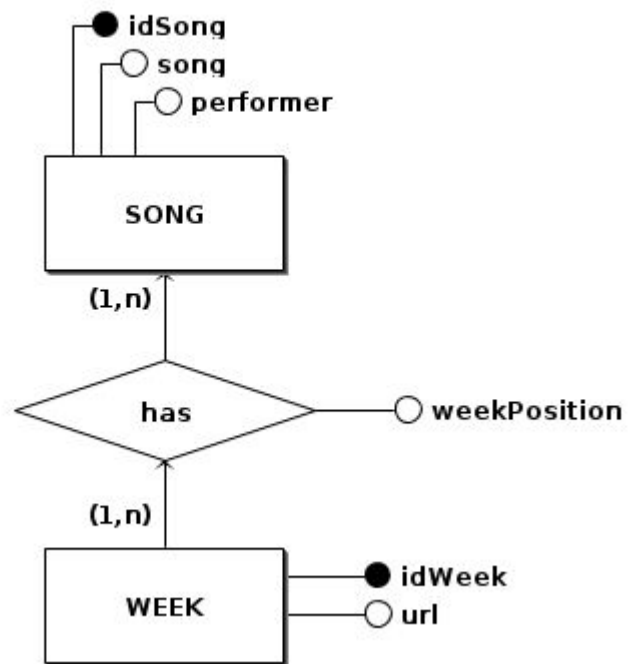 idSong
song
performer
SONG
(1,n)
has
weekPosition
(1,n)
WEEK
idWeek
url